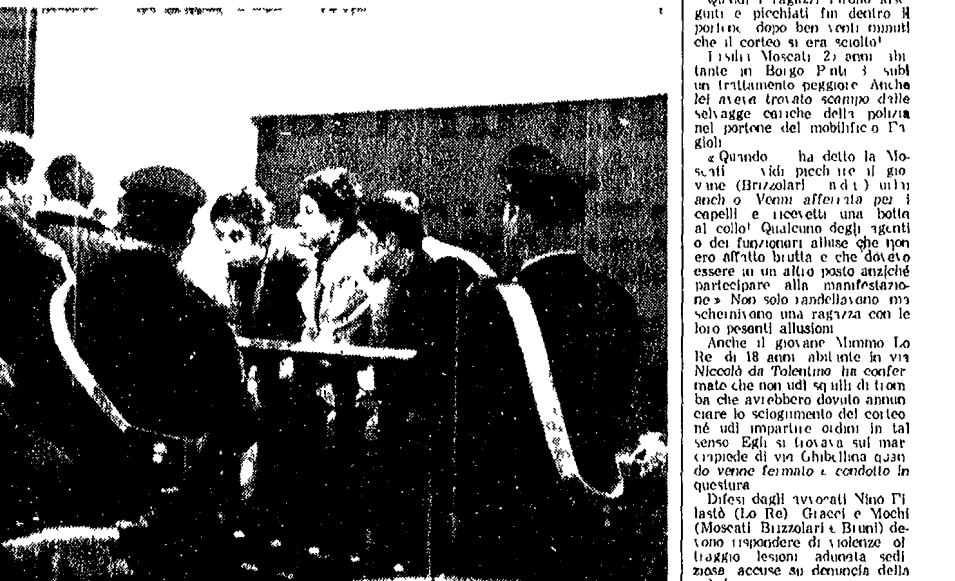 guiti e picchiati fin dentro il
portone dopo ben venti minuti
che il corteo si era sciolto!
Moscati 2) anni abi
tante in Borgo Pinti 3 subì
un trattamento peggiore Anche
lei aveva trovato scampo dalle
selvagge cariche della polizia
nel portone del mobilificio Fa
gioli
« Quando ha detto la Mo-
scati vidi picchiare il gio
vane (Brizzolari ndr) urlai
anch o Venni afferrata per i
capelli e ricevetti una botta
al collo! Qualcuno degli agenti
o dei funzionari alluse che non
ero affatto brutta e che dovevo
essere in un altro posto anziché
partecipare alla manifestazio-
ne » Non solo randellavano ma
schernivano una ragazza con le
loro pesanti allusioni
Anche il giovane Mimmo Lo
Re di 18 anni abitante in via
Niccolò da Tolentino ha confer
mato che non udì squilli di trom
ba che avrebbero dovuto annun
ciare lo scioglimento del corteo
né udì impartire ordini in tal
senso Egli si trovava sul mar
ciapiede di via Ghibellina quan
do venne fermato e condotto in
questura
Difesi dagli avvocati Nino Fi
lastò (Lo Re) Gracci e Mochi
(Moscati Brizzolari e Bruni) de-
vono rispondere di violenze ol
traggio lesioni adunata sedi
ziosa accuse su denuncia della